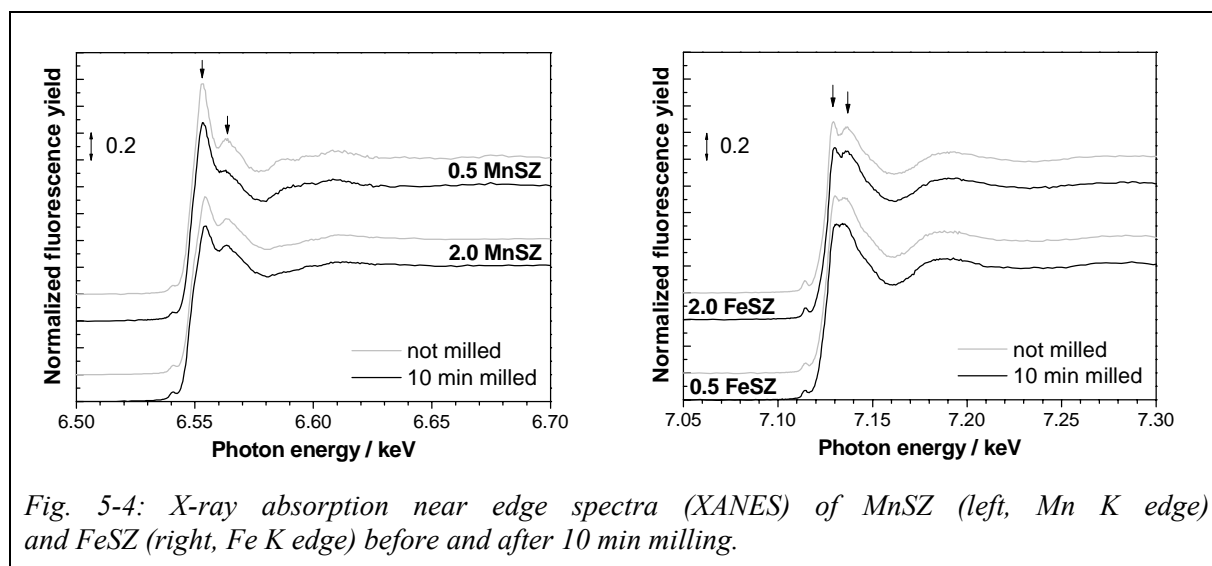 Normalized fluorescence yield
0.2
0.5 MnSZ
2.0 MnSZ
not milled
10 min milled
6.50 6.55 6.60 6.65 6.70
Photon energy / keV
Normalized fluorescence yield
0.2
2.0 FeSZ
0.5 FeSZ
not milled
10 min milled
7.05 7.10 7.15 7.20 7.25 7.30
Photon energy / keV
Fig. 5-4: X-ray absorption near edge spectra (XANES) of MnSZ (left, Mn K edge)
and FeSZ (right, Fe K edge) before and after 10 min milling.